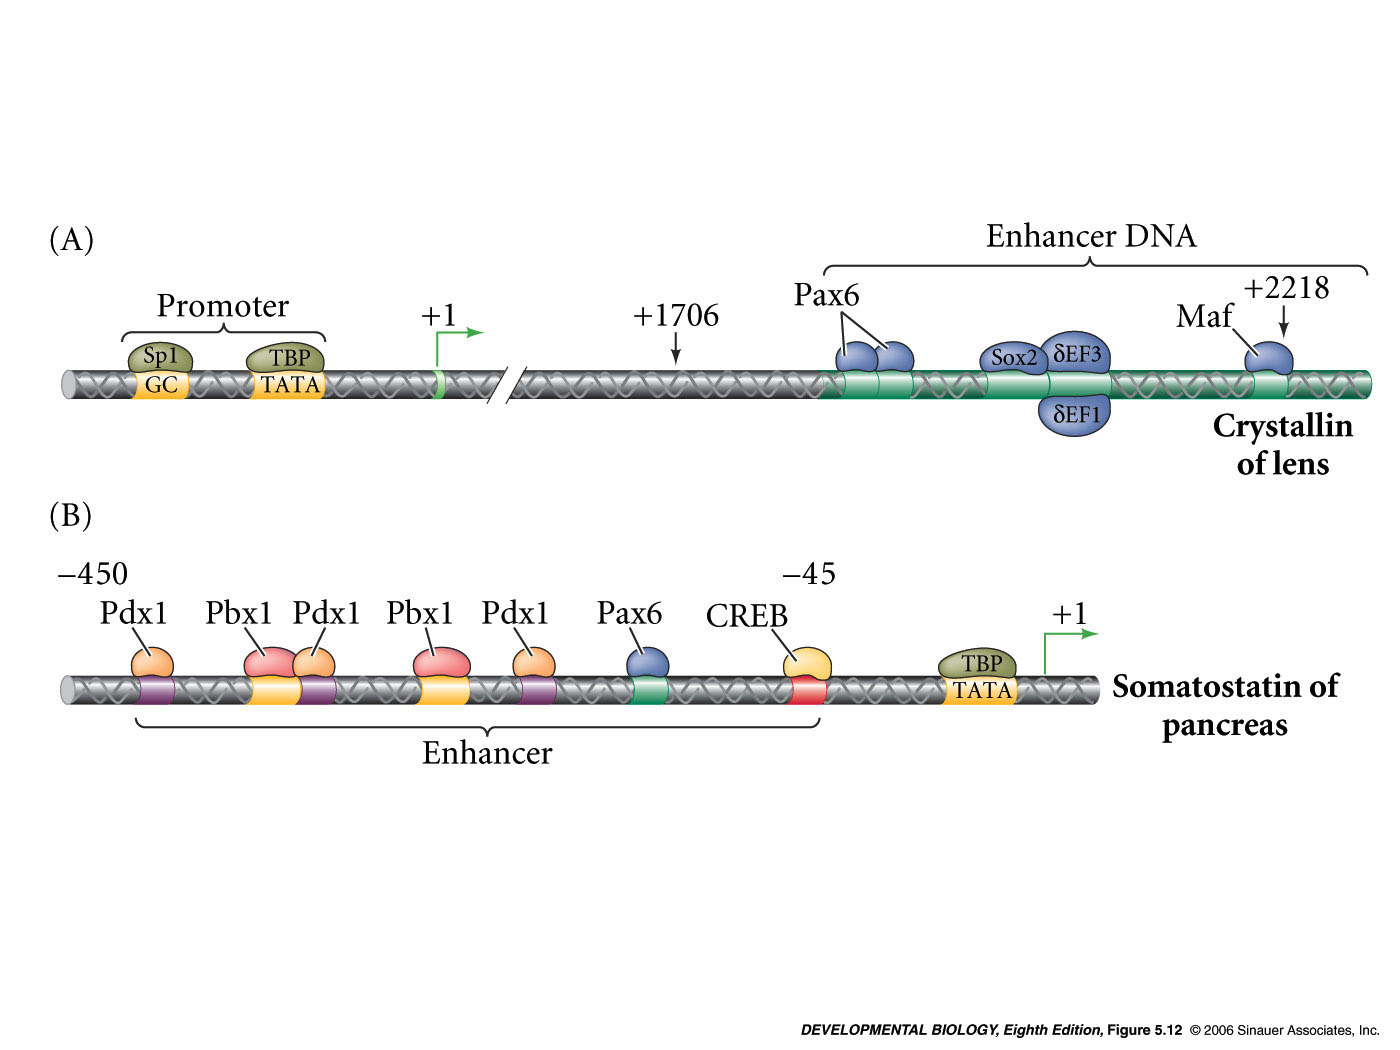 (A)
Enhancer DNA
Promoter
+1
+1706
Pax6
Maf
+2218
Sp1
TBP
Sox2
δEF3
GC
TATA
δEF1
Crystallin
of lens
(B)
−450
−45
Pdx1
Pbx1
Pdx1
Pbx1
Pdx1
Pax6
CREB
+1
TBP
TATA
Somatostatin of
pancreas
Enhancer
DEVELOPMENTAL BIOLOGY, Eighth Edition, Figure 5.12 © 2006 Sinauer Associates, Inc.